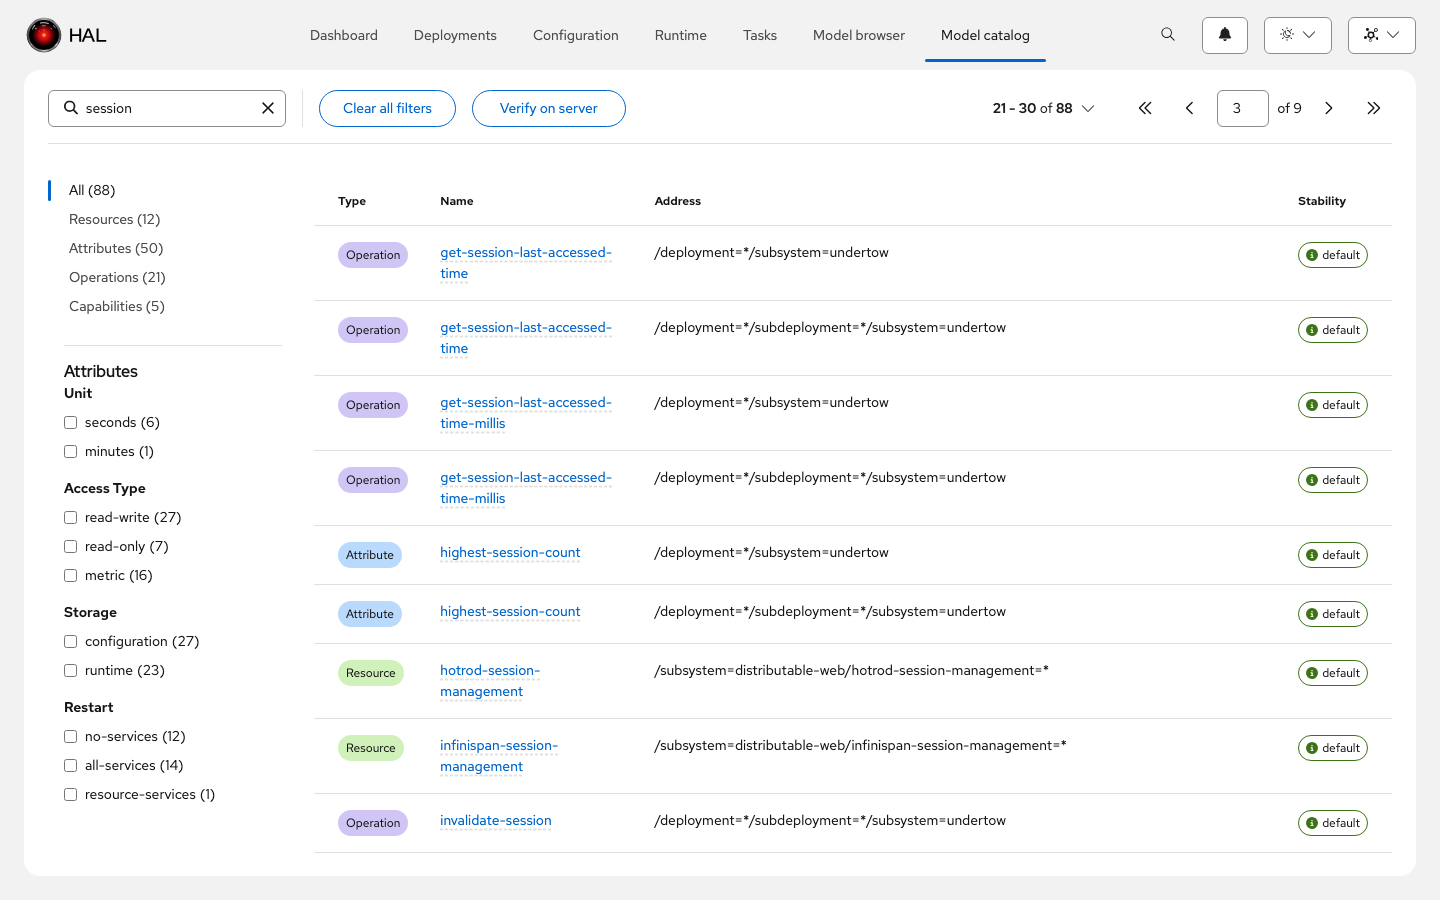 HAL
Dashboard
Deployments
Configuration
Runtime
Tasks
Model browser
Model catalog
session
Clear all filters
Verify on server
21 - 30 of 88
3
of 9
All (88)
Resources (12)
Attributes (50)
Operations (21)
Capabilities (5)
Attributes
Unit
seconds (6)
minutes (1)
Access Type
read-write (27)
read-only (7)
metric (16)
Storage
configuration (27)
runtime (23)
Restart
no-services (12)
all-services (14)
resource-services (1)
Type Name Address Stability
Operation get-session-last-accessed- /deployment=*/subsystem=undertow default
time
Operation get-session-last-accessed- /deployment=*/subdeployment=*/subsystem=undertow default
time
Operation get-session-last-accessed- /deployment=*/subsystem=undertow default
time-millis
Operation get-session-last-accessed- /deployment=*/subdeployment=*/subsystem=undertow default
time-millis
Attribute highest-session-count /deployment=*/subsystem=undertow default
Attribute highest-session-count /deployment=*/subdeployment=*/subsystem=undertow default
Resource hotrod-session- /subsystem=distributable-web/hotrod-session-management=* default
management
Resource infinispan-session- /subsystem=distributable-web/infinispan-session-management=* default
management
Operation invalidate-session /deployment=*/subdeployment=*/subsystem=undertow default